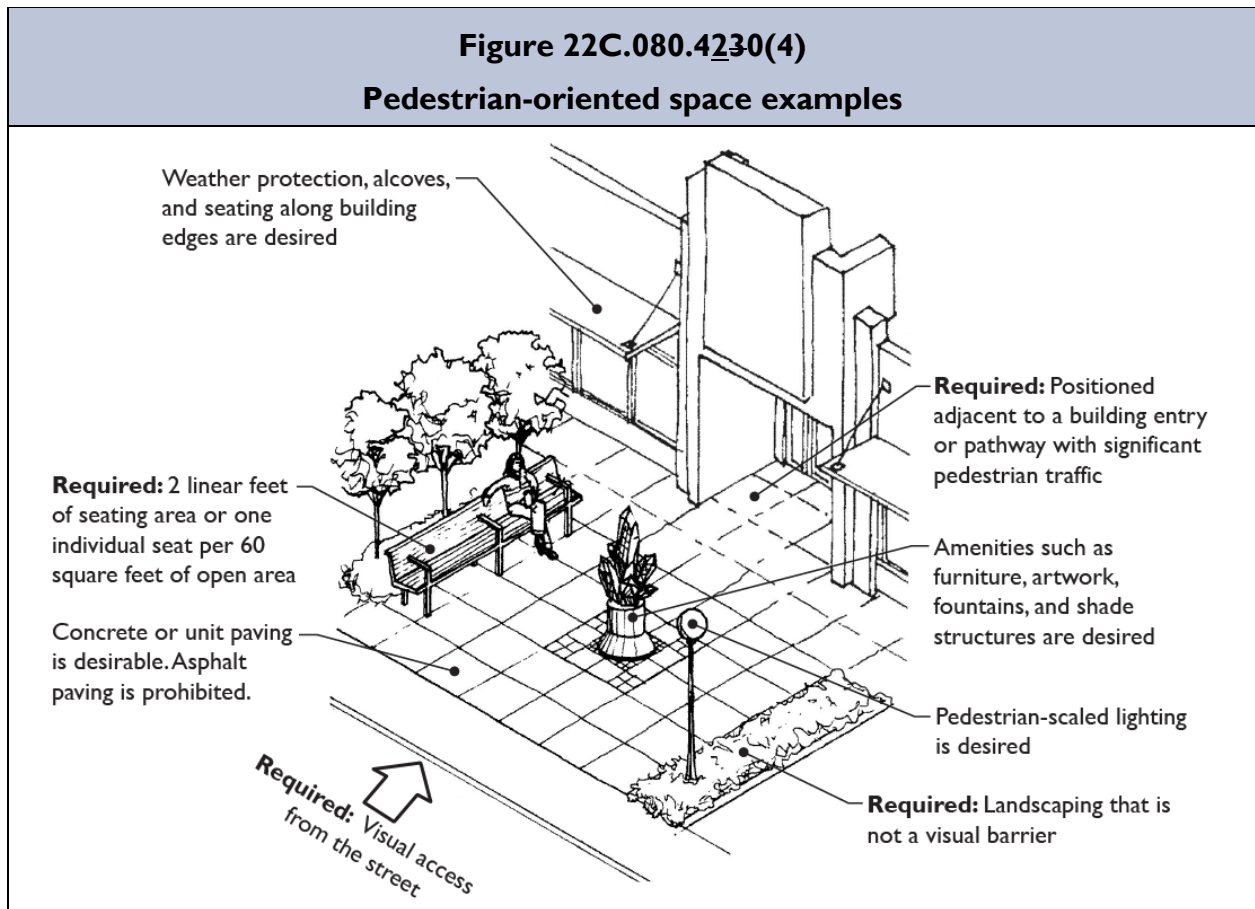 Figure 22C.080.4230(4)
Pedestrian-oriented space examples
Weather protection, alcoves,
and seating along building
edges are desired
Required: Positioned
adjacent to a building entry
or pathway with significant
pedestrian traffic
Required: 2 linear feet
of seating area or one
individual seat per 60
square feet of open area
Amenities such as
furniture, artwork,
fountains, and shade
structures are desired
Concrete or unit paving
is desirable. Asphalt
paving is prohibited.
Pedestrian-scaled lighting
is desired
Required: Visual access
from the street
Required: Landscaping that is
not a visual barrier